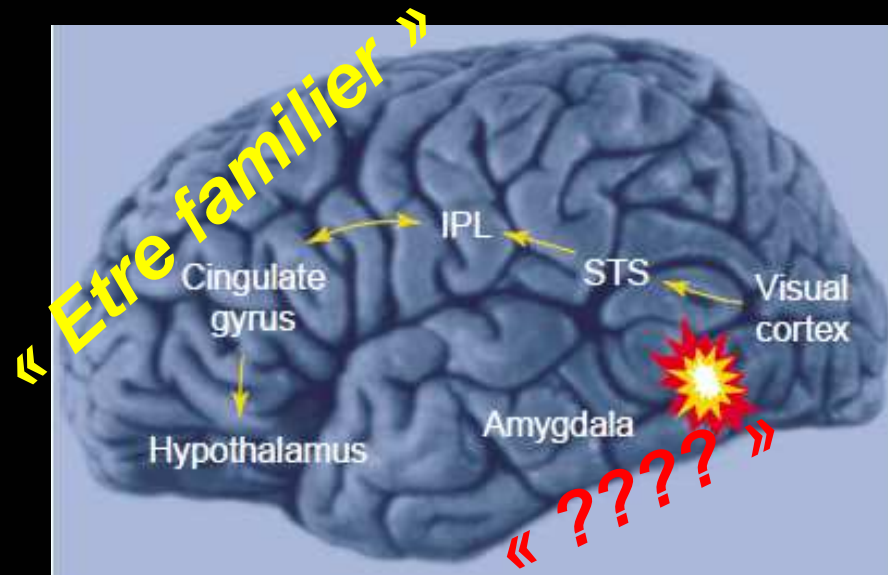 « Etre familier »
IPL
STS
Cingulate
gyrus
Visual
cortex
Amygdala
Hypothalamus
« ???? »